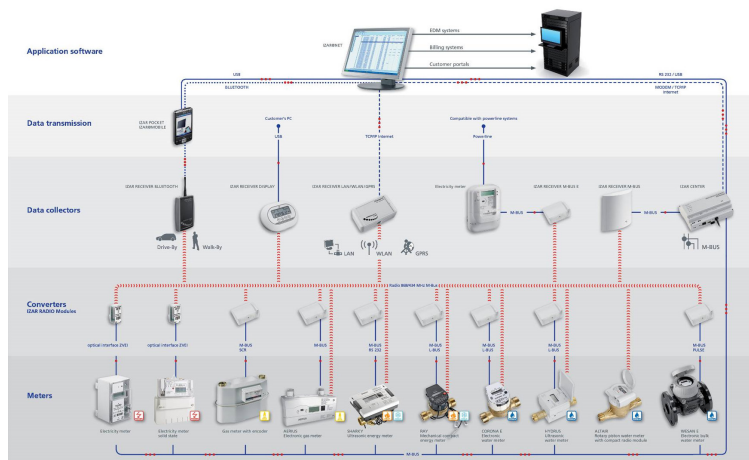 Application software
IZAR@NET
EDM systems
Billing systems
Customer portals
USB
BLUETOOTH
RS 232 / USB
MODEM / TCP/IP
Internet
Data transmission
IZAR POCKET
IZAR@MOBILE
Customer's PC
USB
TCP/IP Internet
Compatible with powerline systems
Powerline
Data collectors
IZAR RECEIVER BLUETOOTH
IZAR RECEIVER DISPLAY
IZAR RECEIVER LAN/WLAN/GPRS
Electricity meter
IZAR RECEIVER M-BUS E
IZAR RECEIVER M-BUS
IZAR CENTER
M-BUS
M-BUS
Drive-By
Walk-By
LAN
WLAN
GPRS
M-BUS
Converters
IZAR RADIO Modules
optical interface ZVEI
optical interface ZVEI
M-BUS
SCR
M-BUS
M-BUS
RS 232
M-BUS
L-BUS
M-BUS
L-BUS
M-BUS
L-BUS
M-BUS
PULSE
Meters
Electricity meter
Electricity meter
solid state
Gas meter with encoder
AERIUS
Electronic gas meter
SHARKY
Ultrasonic energy meter
RAY
Mechanical compact
energy meter
CORONA E
Electronic
water meter
HYDRUS
Ultrasonic
water meter
ALTAIR
Rotary piston water meter
with compact radio module
WESAN E
Electronic bulk
water meter
M-BUS